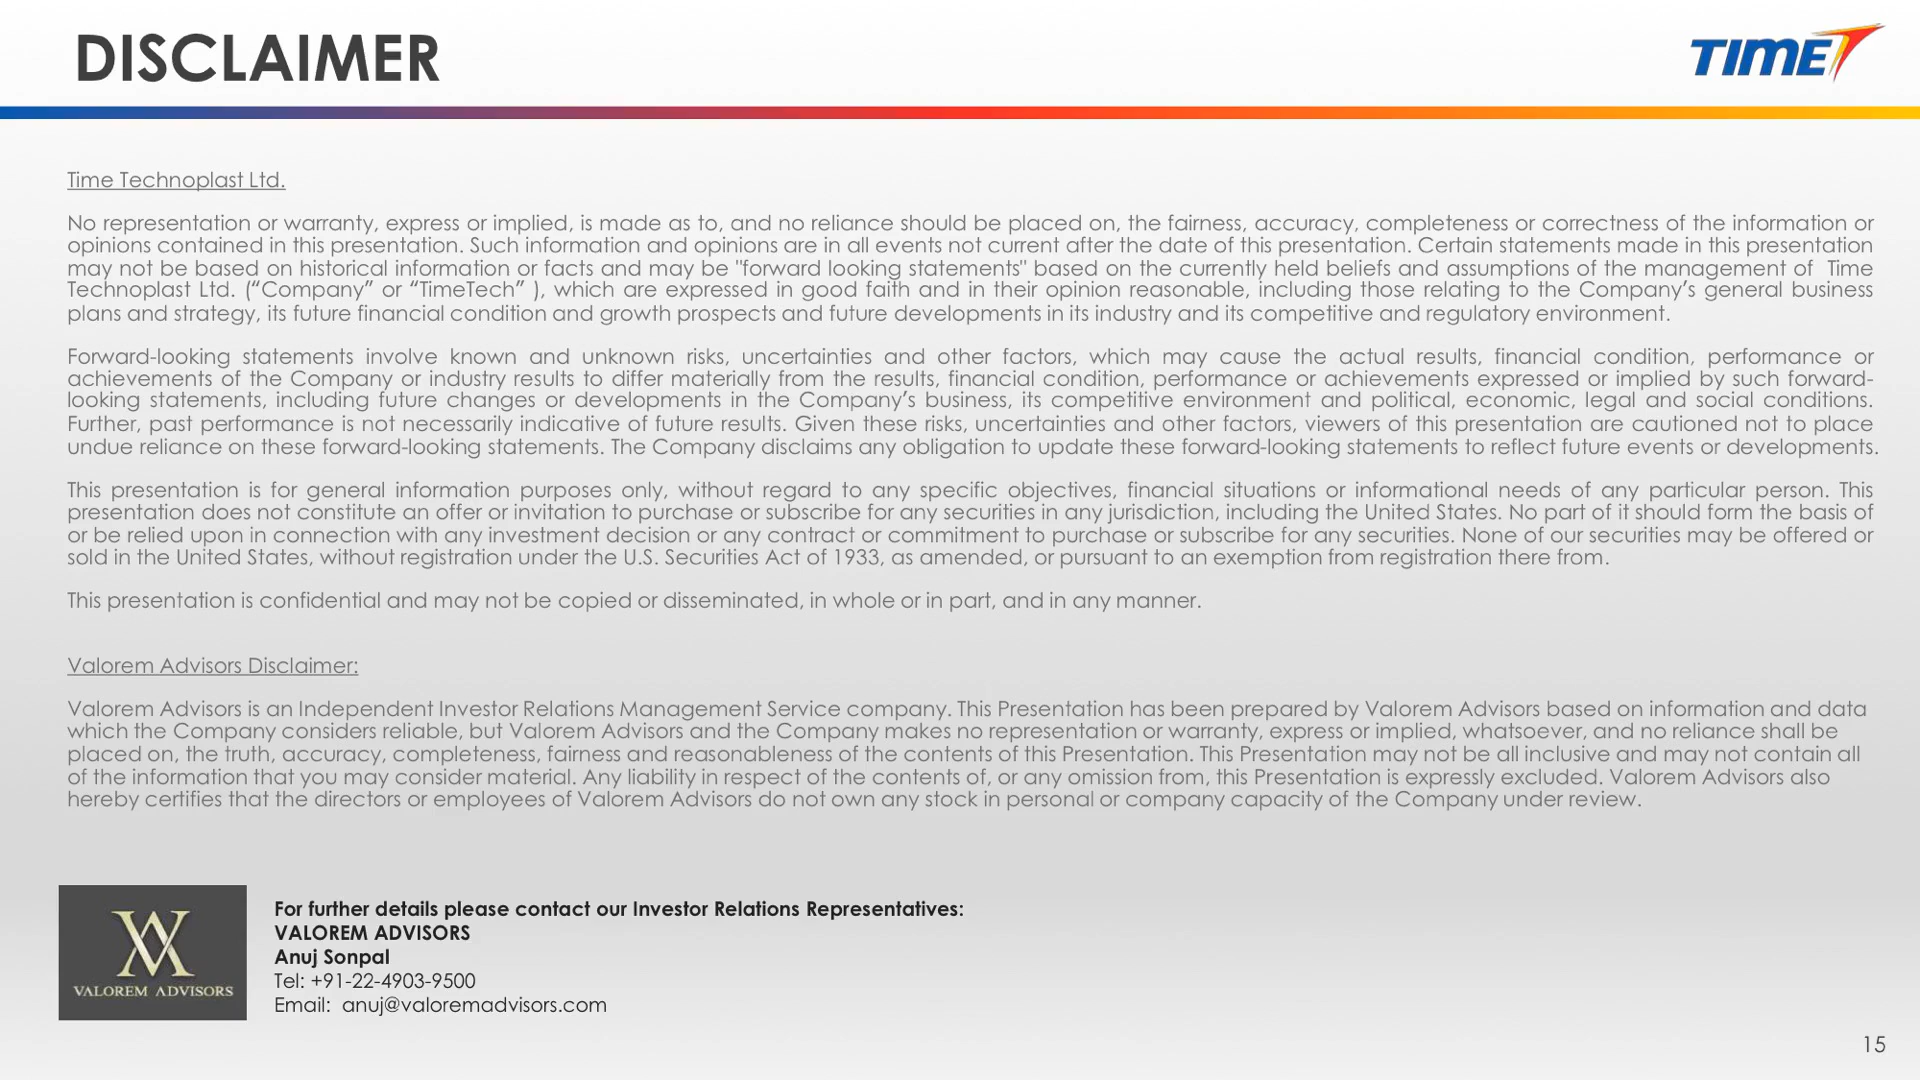 DISCLAIMER
TIME
Time Technoplast Ltd.
No representation or warranty, express or implied, is made as to, and no reliance should be placed on, the fairness, accuracy, completeness or correctness of the information or
opinions contained in this presentation. Such information and opinions are in all events not current after the date of this presentation. Certain statements made in this presentation
may not be based on historical information or facts and may be "forward looking statements" based on the currently held beliefs and assumptions of the management of  Time
Technoplast Ltd. (“Company” or “TimeTech” ), which are expressed in good faith and in their opinion reasonable, including those relating to the Company’s general business
plans and strategy, its future financial condition and growth prospects and future developments in its industry and its competitive and regulatory environment.
Forward-looking statements involve known and unknown risks, uncertainties and other factors, which may cause the actual results, financial condition, performance or
achievements of the Company or industry results to differ materially from the results, financial condition, performance or achievements expressed or implied by such forward-
looking statements, including future changes or developments in the Company’s business, its competitive environment and political, economic, legal and social conditions.
Further, past performance is not necessarily indicative of future results. Given these risks, uncertainties and other factors, viewers of this presentation are cautioned not to place
undue reliance on these forward-looking statements. The Company disclaims any obligation to update these forward-looking statements to reflect future events or developments.
This presentation is for general information purposes only, without regard to any specific objectives, financial situations or informational needs of any particular person. This
presentation does not constitute an offer or invitation to purchase or subscribe for any securities in any jurisdiction, including the United States. No part of it should form the basis of
or be relied upon in connection with any investment decision or any contract or commitment to purchase or subscribe for any securities. None of our securities may be offered or
sold in the United States, without registration under the U.S. Securities Act of 1933, as amended, or pursuant to an exemption from registration there from.
This presentation is confidential and may not be copied or disseminated, in whole or in part, and in any manner.
Valorem Advisors Disclaimer:
Valorem Advisors is an Independent Investor Relations Management Service company. This Presentation has been prepared by Valorem Advisors based on information and data
which the Company considers reliable, but Valorem Advisors and the Company makes no representation or warranty, express or implied, whatsoever, and no reliance shall be
placed on, the truth, accuracy, completeness, fairness and reasonableness of the contents of this Presentation. This Presentation may not be all inclusive and may not contain all
of the information that you may consider material. Any liability in respect of the contents of, or any omission from, this Presentation is expressly excluded. Valorem Advisors also
hereby certifies that the directors or employees of Valorem Advisors do not own any stock in personal or company capacity of the Company under review.
VALOREM ADVISORS
For further details please contact our Investor Relations Representatives:
VALOREM ADVISORS
Anuj Sonpal
Tel: +91-22-4903-9500
Email:  anuj@valoremadvisors.com
15